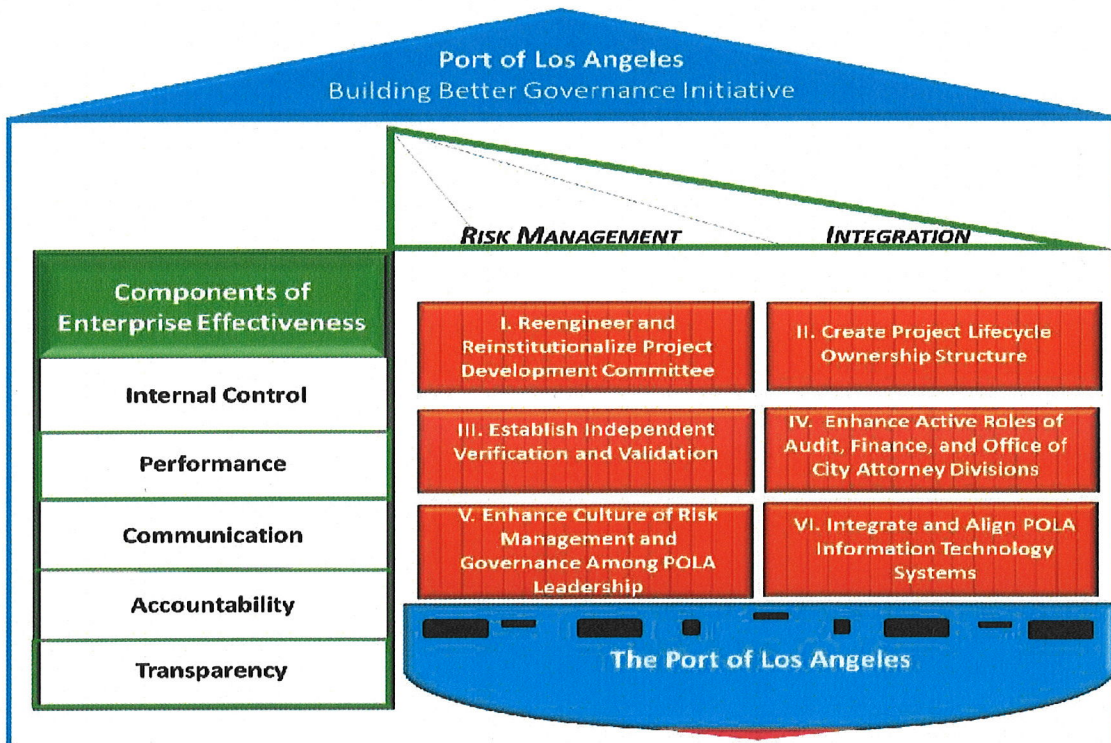 Port of Los Angeles
Building Better Governance Initiative
RISK MANAGEMENT
INTEGRATION
Components of
Enterprise Effectiveness
Internal Control
Performance
Communication
Accountability
Transparency
I. Reengineer and
Reinstitutionalize Project
Development Committee
II. Create Project Lifecycle
Ownership Structure
III. Establish Independent
Verification and Validation
IV. Enhance Active Roles of
Audit, Finance, and Office of
City Attorney Divisions
V. Enhance Culture of Risk
Management and
Governance Among POLA
Leadership
VI. Integrate and Align POLA
Information Technology
Systems
The Port of Los Angeles